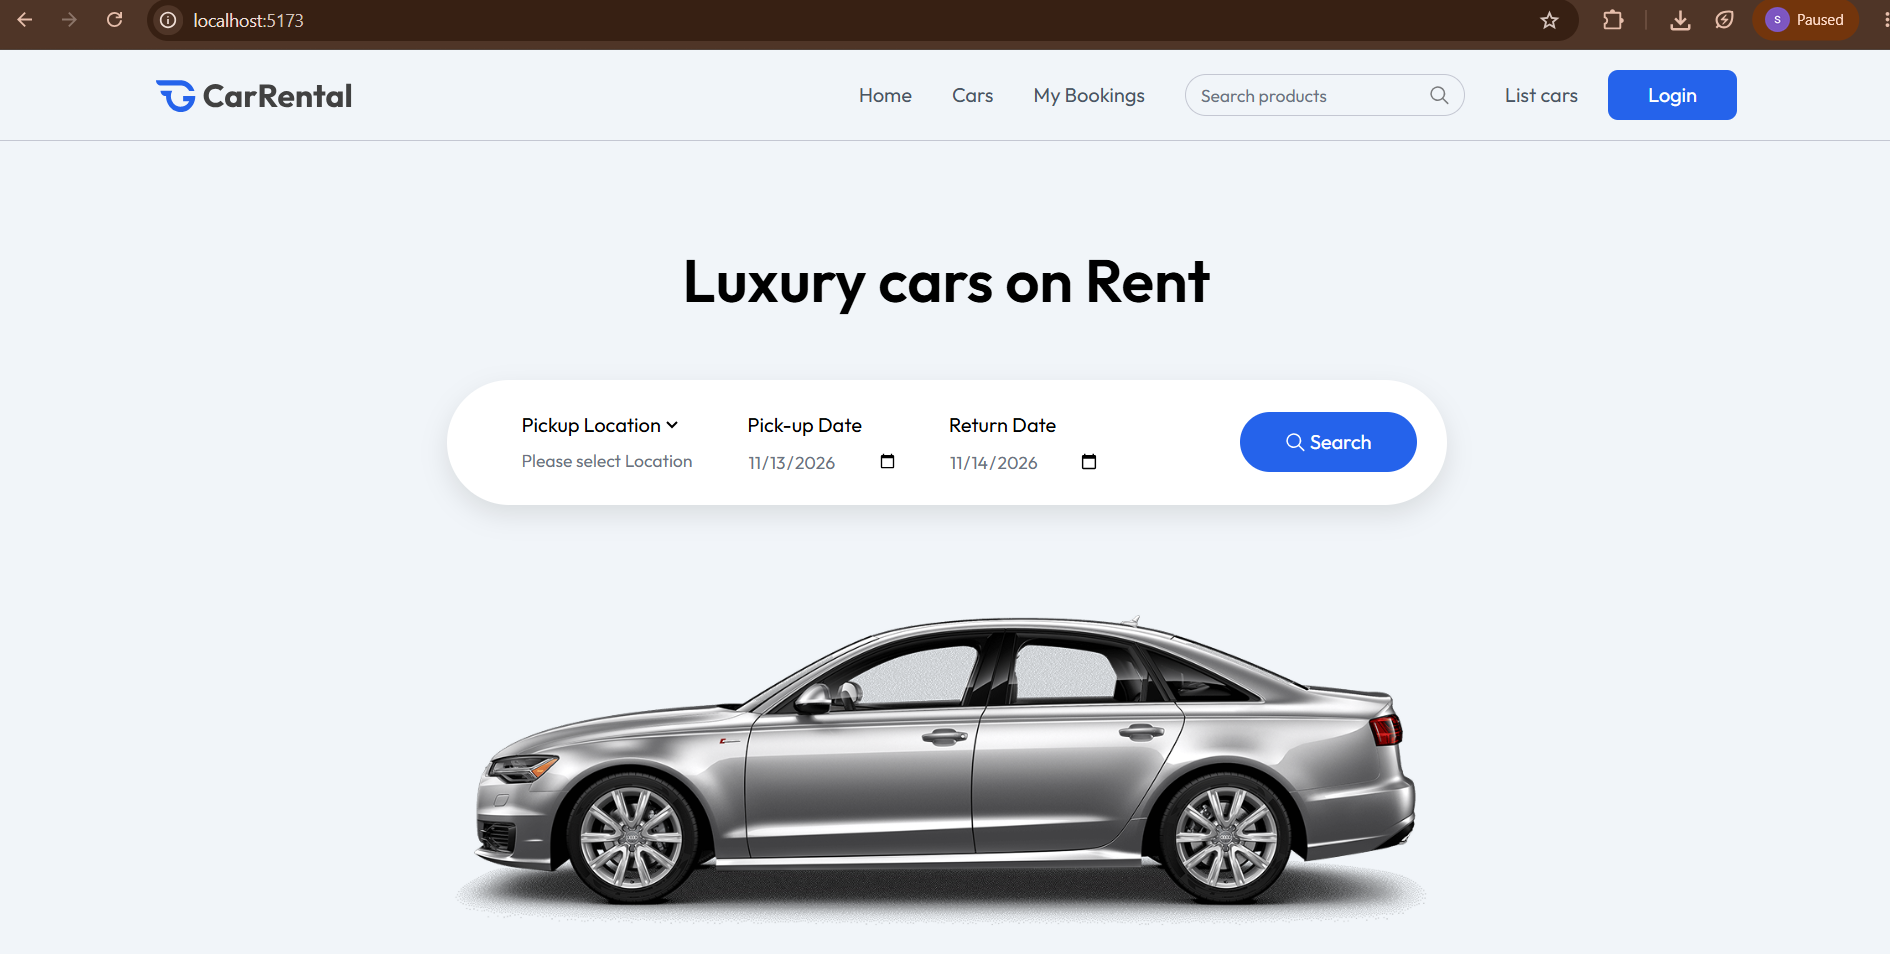 localhost:5173
S
Paused
CarRental
Home
Cars
My Bookings
Search products
List cars
Login
Luxury cars on Rent
Pickup Location
Please select Location
Pick-up Date
11/13/2026
Return Date
11/14/2026
Search